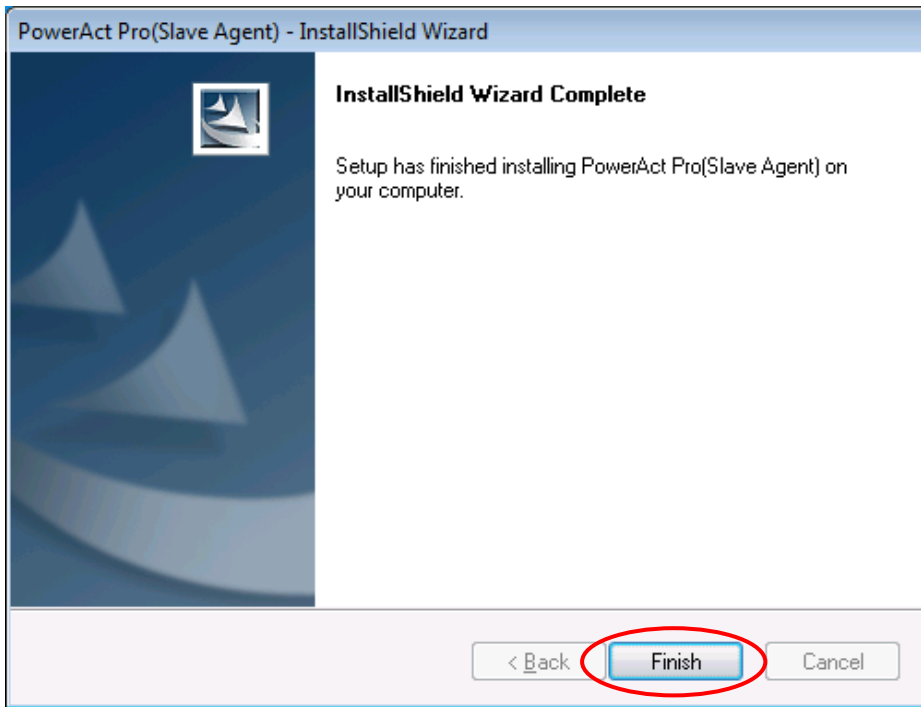 PowerAct Pro(Slave Agent) - InstallShield Wizard
InstallShield Wizard Complete
Setup has finished installing PowerAct Pro(Slave Agent) on
your computer.
< Back
Finish
Cancel